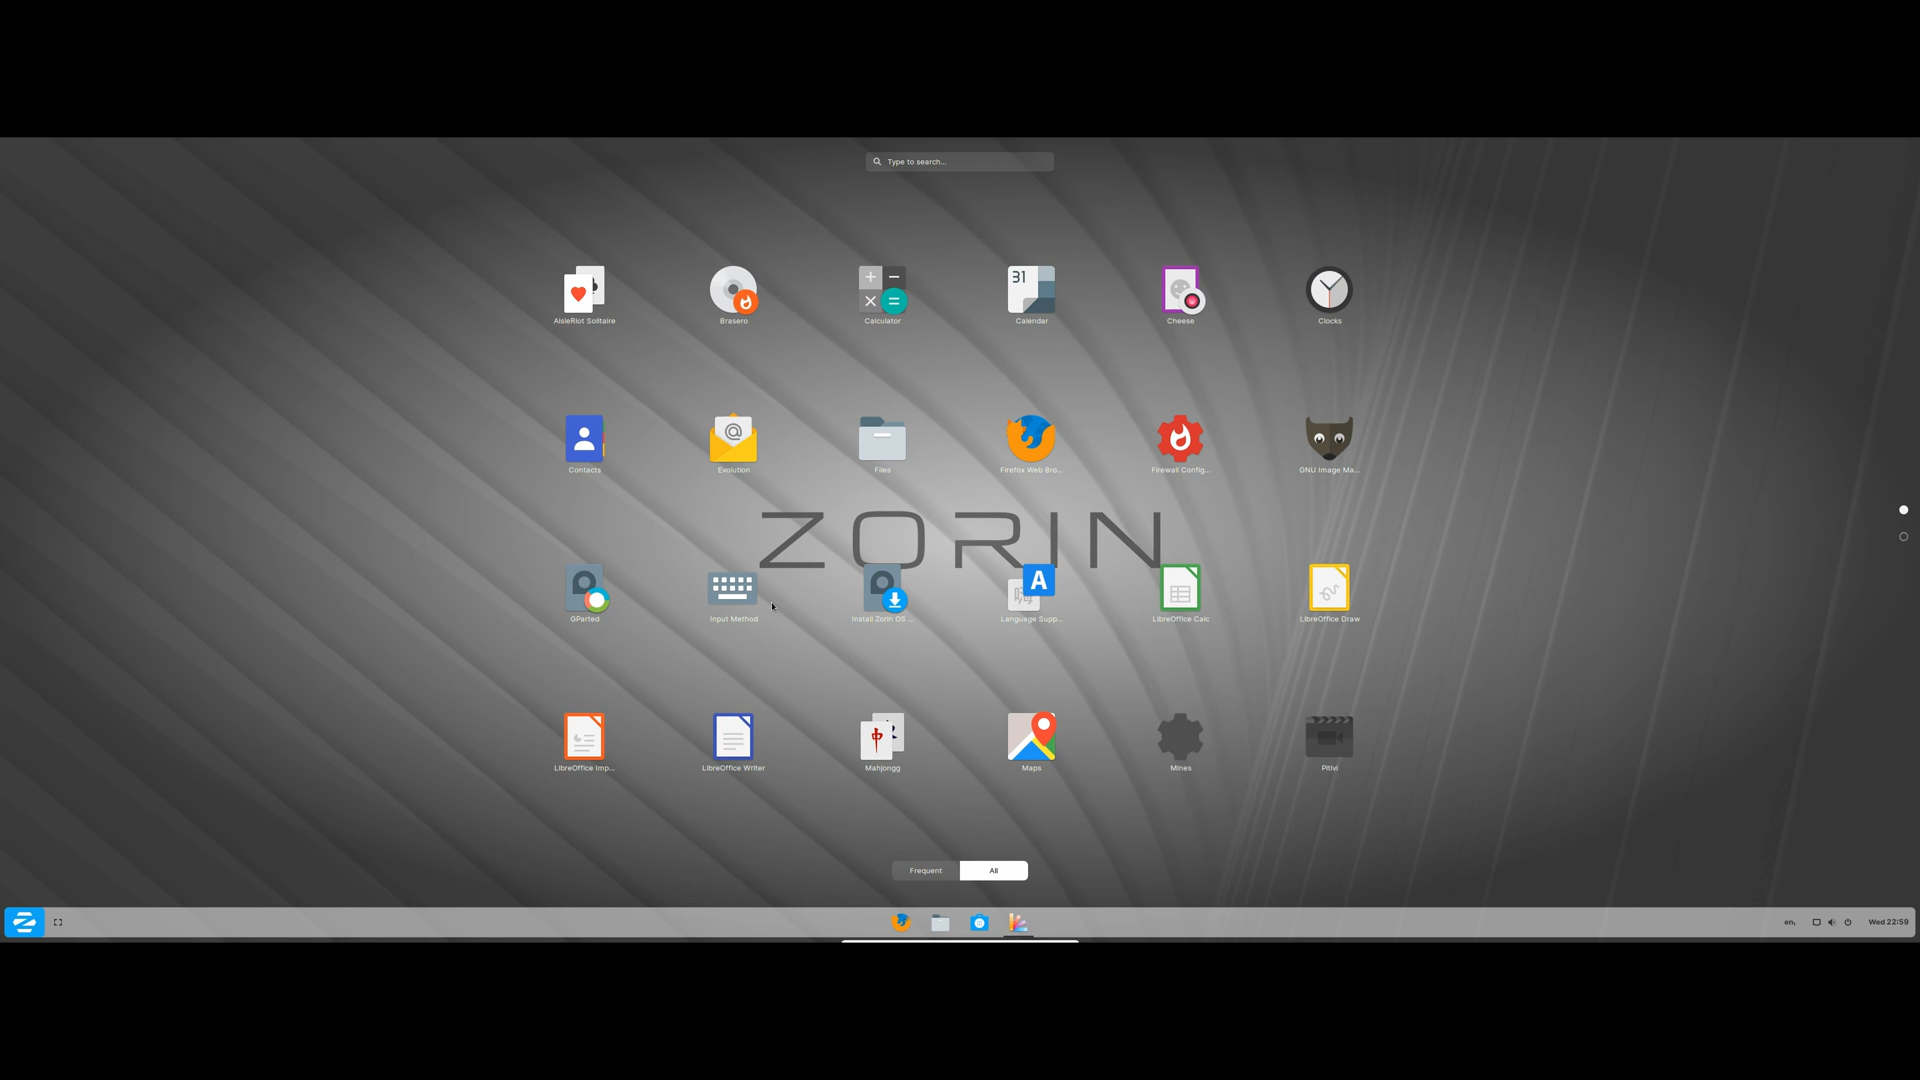 Type to search...
AisleRiot Solitaire
Brasero
Calculator
31
Calendar
Cheese
Clocks
Contacts
@
Evolution
Files
Firefox Web Bro...
Firewall Config...
GNU Image Ma...
ZORIN
GParted
Input Method
Install Zorin OS ...
A
Language Supp...
LibreOffice Calc
LibreOffice Draw
LibreOffice Imp...
LibreOffice Writer
中
Mahjongg
Maps
Mines
Pitivi
Frequent
All
en₁
Wed 22:59